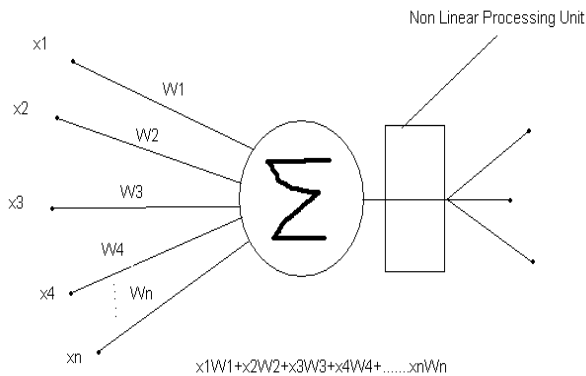 Non Linear Processing Unit
x1
W1
x2
W2
x3
W3
W4
x4
Wn
xn
Σ
x1W1+x2W2+x3W3+x4W4+.......xnWn